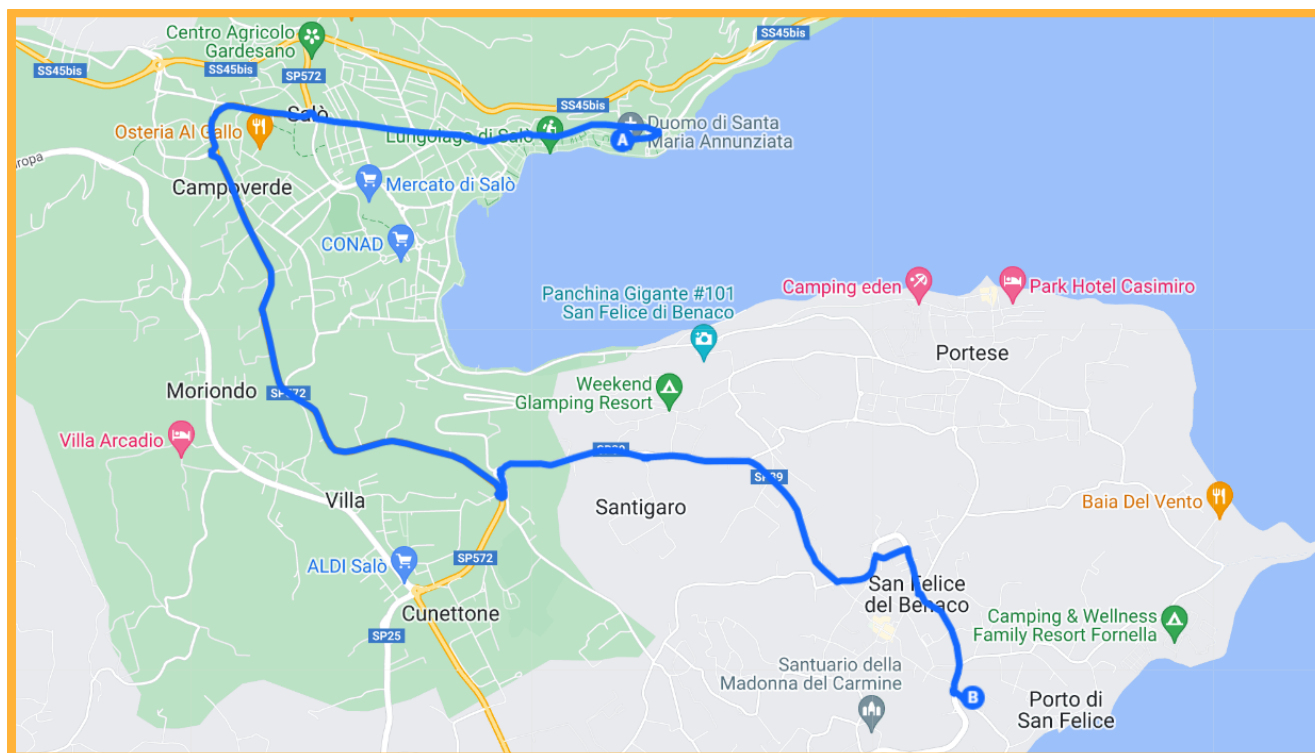 Centro Agricolo
Gardesano
SS45bis
SS45bis
SP572
SS45bis
Salò
Osteria Al Gallo
Lungolago di Salò
A
Duomo di Santa
Maria Annunziata
uropa
Campoverde
Mercato di Salò
CONAD
Panchina Gigante #101
San Felice di Benaco
Camping eden
Park Hotel Casimiro
Portese
Moriondo
SP572
Weekend
Glamping Resort
Villa Arcadio
SP39
Villa
Santigaro
Baia Del Vento
SP572
ALDI Salò
San Felice
del Benaco
Cunettone
Camping & Wellness
Family Resort Fornella
SP25
Santuario della
Madonna del Carmine
B
Porto di
San Felice